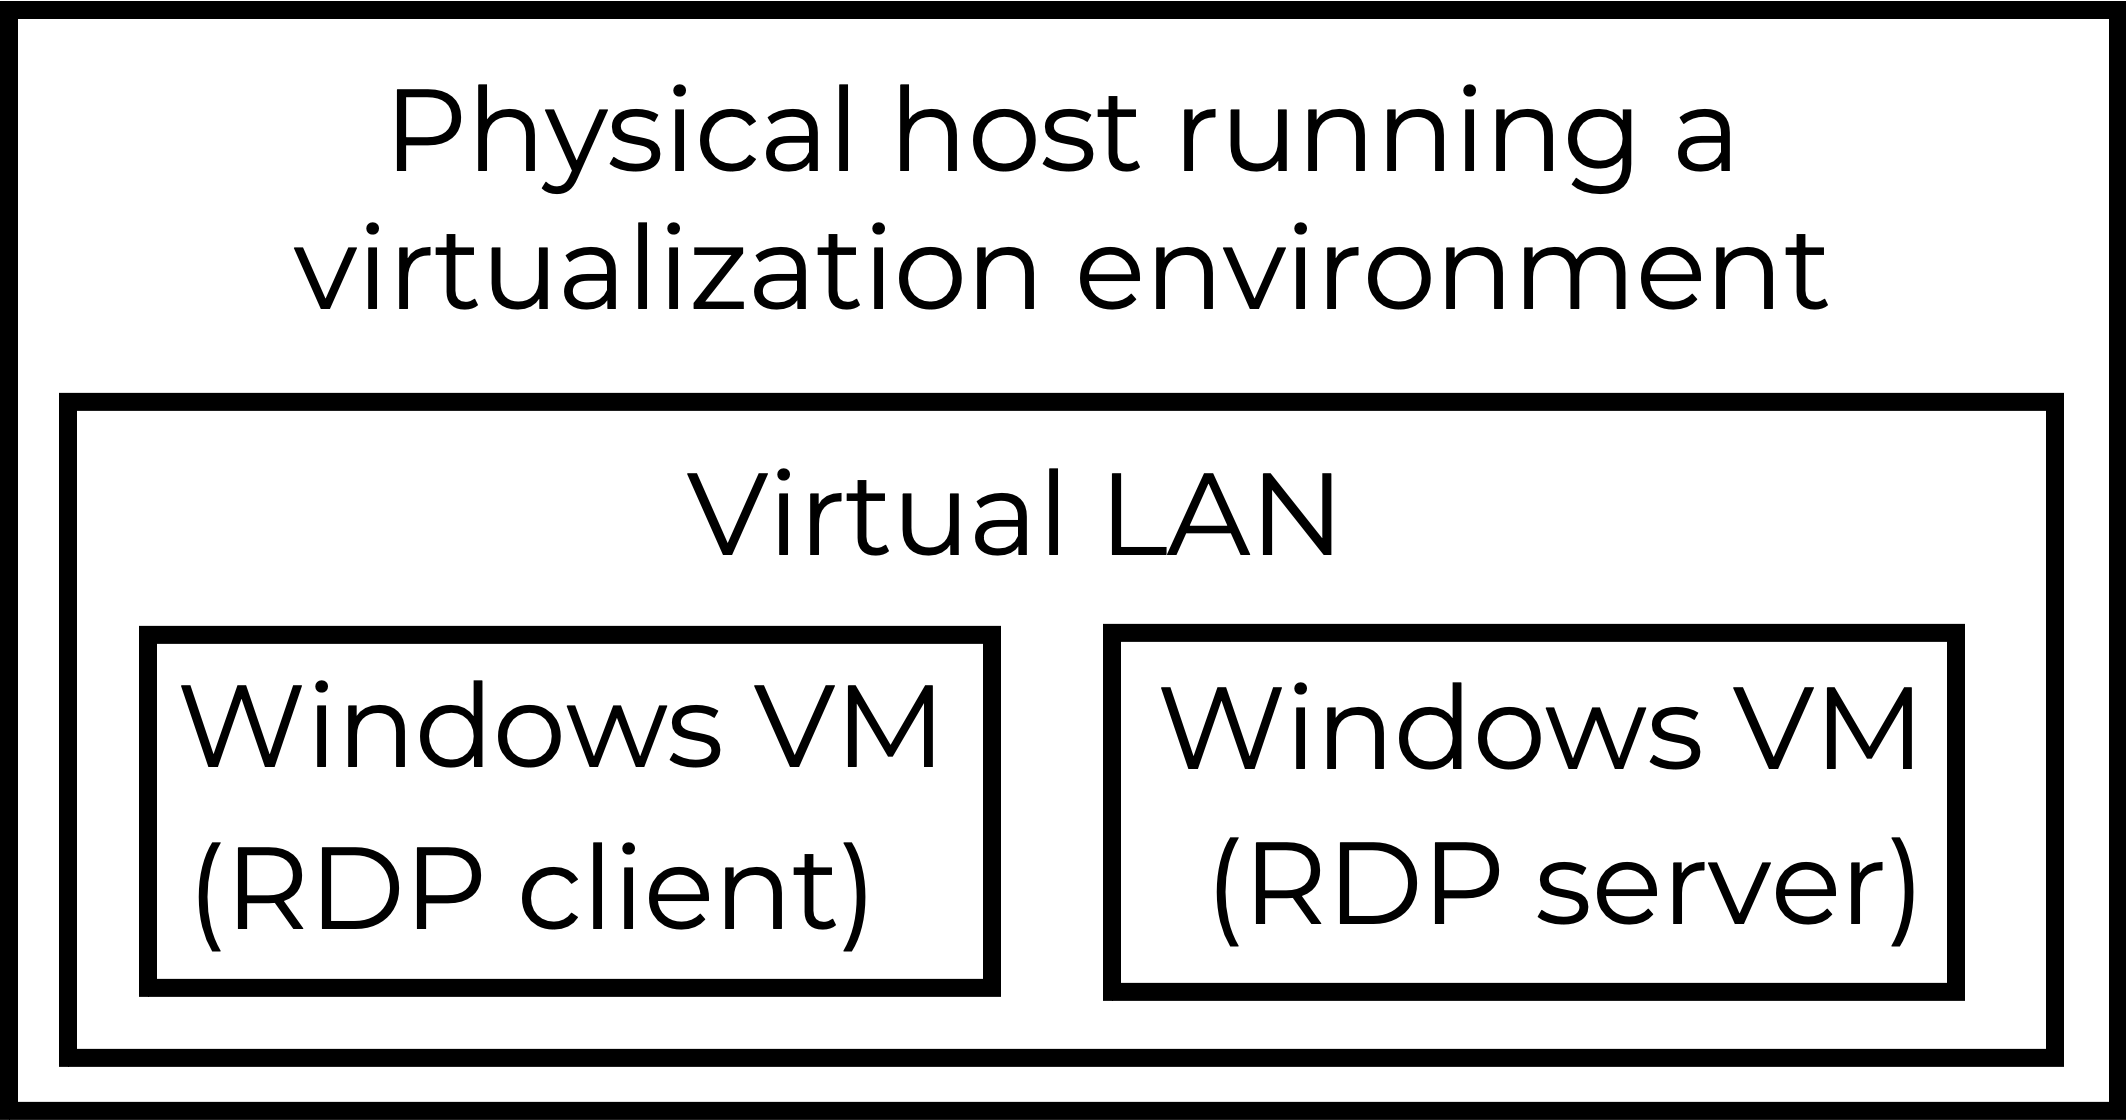 Physical host running a
virtualization environment
Virtual LAN
Windows VM
(RDP client)
Windows VM
(RDP server)